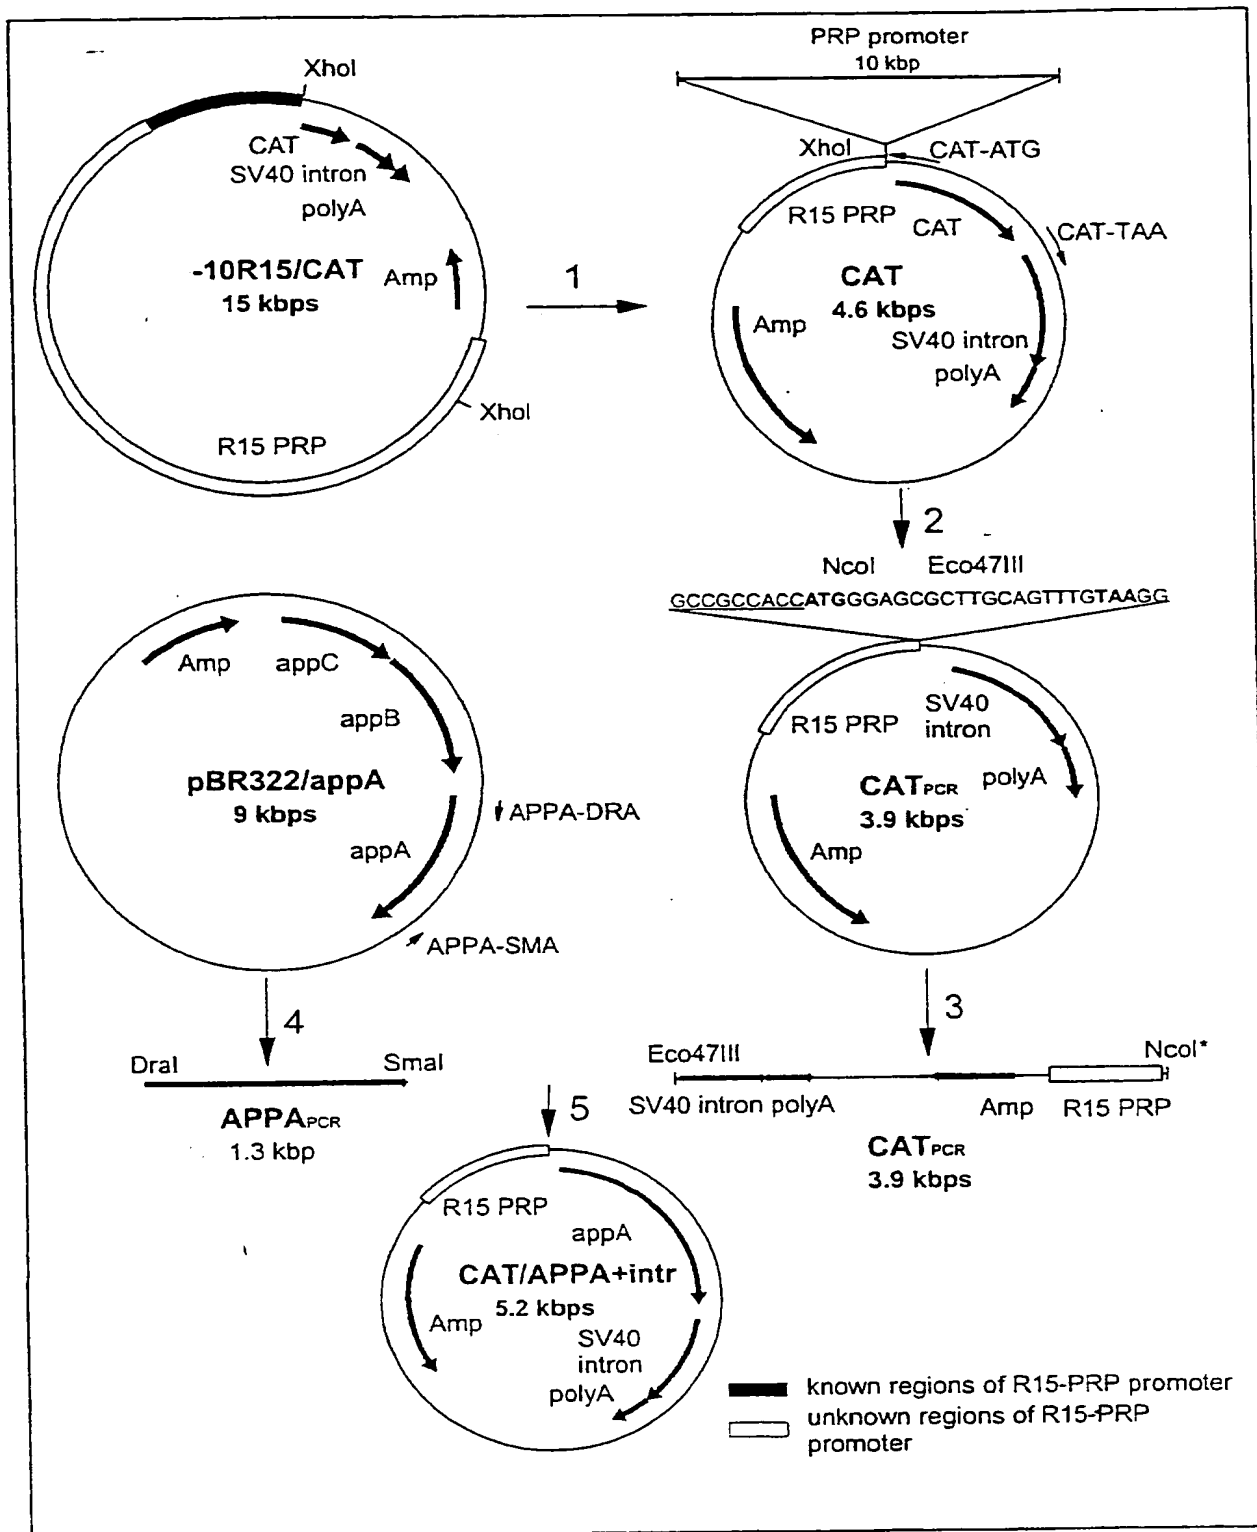 PRP promoter
10 kbp
XhoI
CAT
SV40 intron
polyA
-10R15/CAT
15 kbps
Amp
R15 PRP
XhoI
1
XhoI
CAT-ATG
R15 PRP
CAT
CAT-TAA
CAT
4.6 kbps
Amp
SV40 intron
polyA
2
NcoI Eco47III
GCCGCCACCATGGGAGCGCTTGCAGTTTGTAAGG
SV40
intron
R15 PRP
polyA
CATPCR
3.9 kbps
Amp
3
Amp
appC
appB
pBR322/appA
9 kbps
APPA-DRA
appA
APPA-SMA
4
DraI
SmaI
APPAPCR
1.3 kbp
Eco47III
NcoI*
SV40 intron polyA
Amp
R15 PRP
CATPCR
3.9 kbps
5
R15 PRP
appA
CAT/APPA+intr
5.2 kbps
Amp
SV40
intron
polyA
known regions of R15-PRP promoter
unknown regions of R15-PRP
promoter